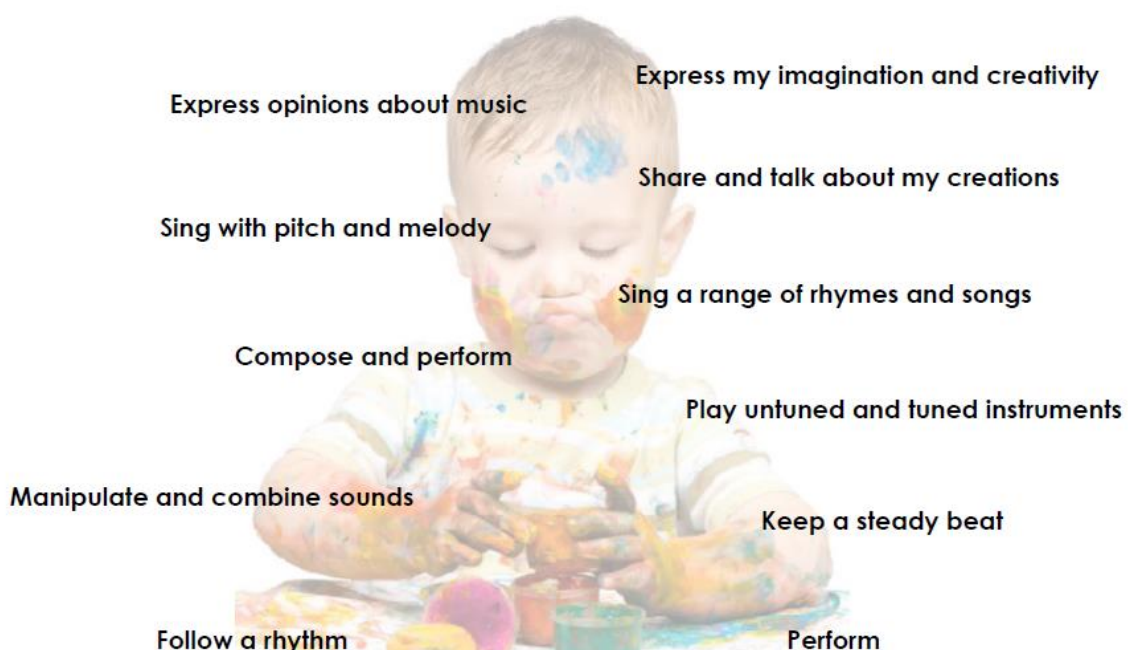 Express my imagination and creativity
Express opinions about music
Share and talk about my creations
Sing with pitch and melody
Sing a range of rhymes and songs
Compose and perform
Play untuned and tuned instruments
Manipulate and combine sounds
Keep a steady beat
Follow a rhythm
Perform